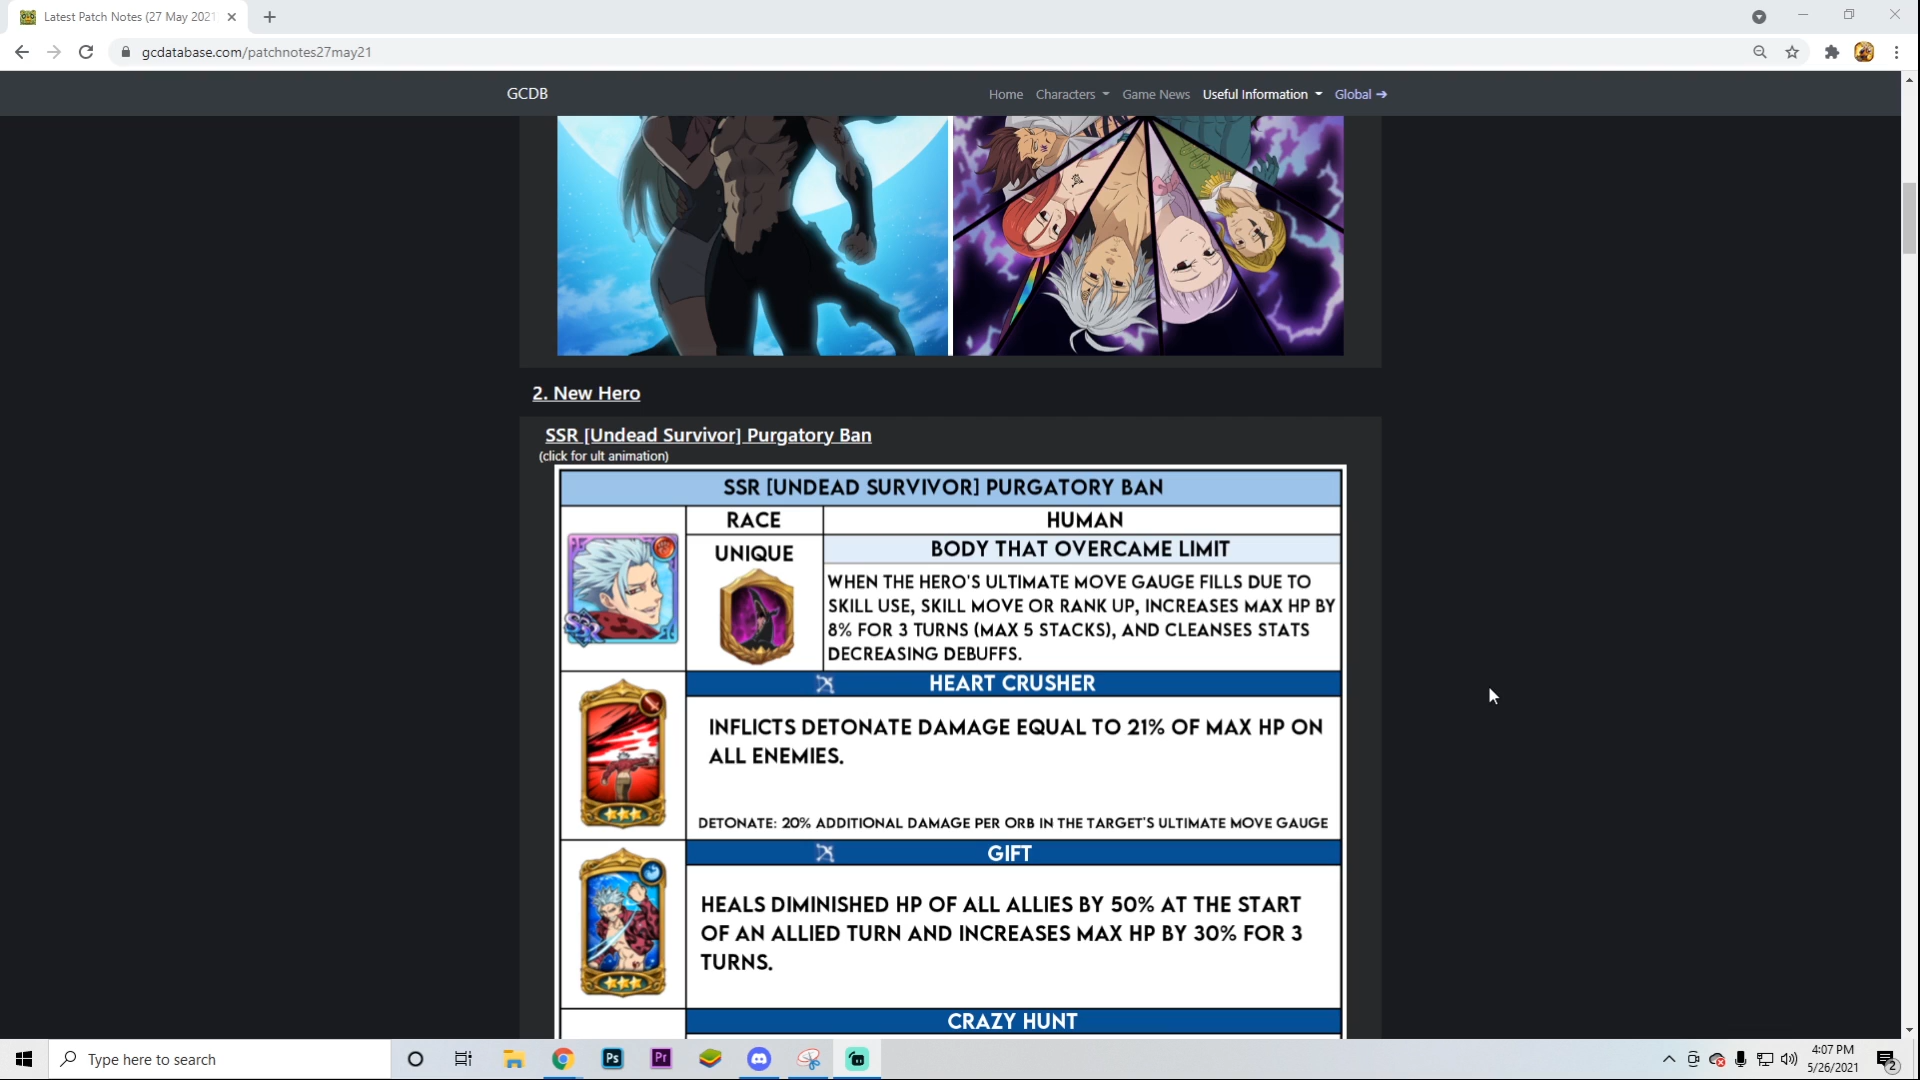 Latest Patch Notes (27 May 2021
gcdatabase.com/patchnotes27may21
GCDB
Home Characters Game News Useful Information Global →
2. New Hero
SSR [Undead Survivor] Purgatory Ban
(click for ult animation)
SSR [UNDEAD SURVIVOR] PURGATORY BAN
RACE HUMAN
UNIQUE BODY THAT OVERCAME LIMIT
WHEN THE HERO'S ULTIMATE MOVE GAUGE FILLS DUE TO
SKILL USE, SKILL MOVE OR RANK UP, INCREASES MAX HP BY
8% FOR 3 TURNS (MAX 5 STACKS), AND CLEANSES STATS
DECREASING DEBUFFS.
SSR
HEART CRUSHER
INFLICTS DETONATE DAMAGE EQUAL TO 21% OF MAX HP ON
ALL ENEMIES.
DETONATE: 20% ADDITIONAL DAMAGE PER ORB IN THE TARGET'S ULTIMATE MOVE GAUGE
GIFT
HEALS DIMINISHED HP OF ALL ALLIES BY 50% AT THE START
OF AN ALLIED TURN AND INCREASES MAX HP BY 30% FOR 3
TURNS.
CRAZY HUNT
Type here to search
Ps
Pr
4:07 PM
5/26/2021
2